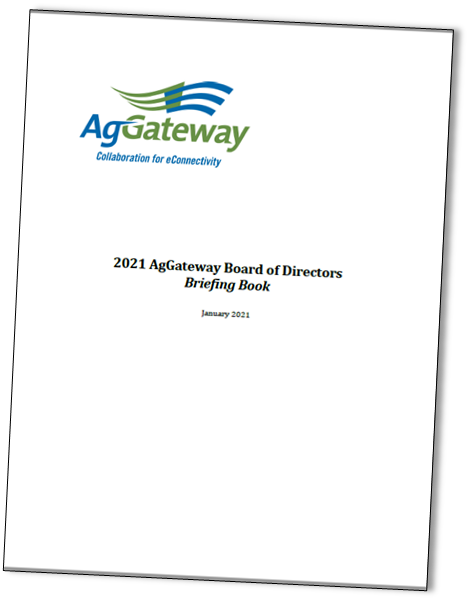 AgGateway
Collaboration for eConnectivity
2021 AgGateway Board of Directors
Briefing Book
January 2021